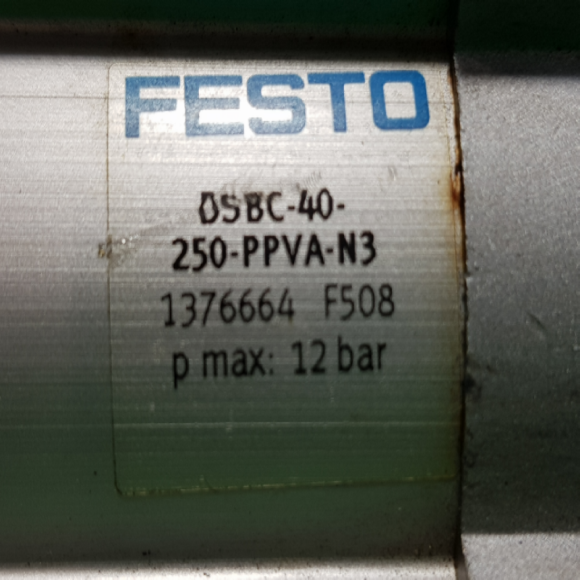 FESTO
DSBC-40-
250-PPVA-N3
1376664 F508
p max: 12 bar